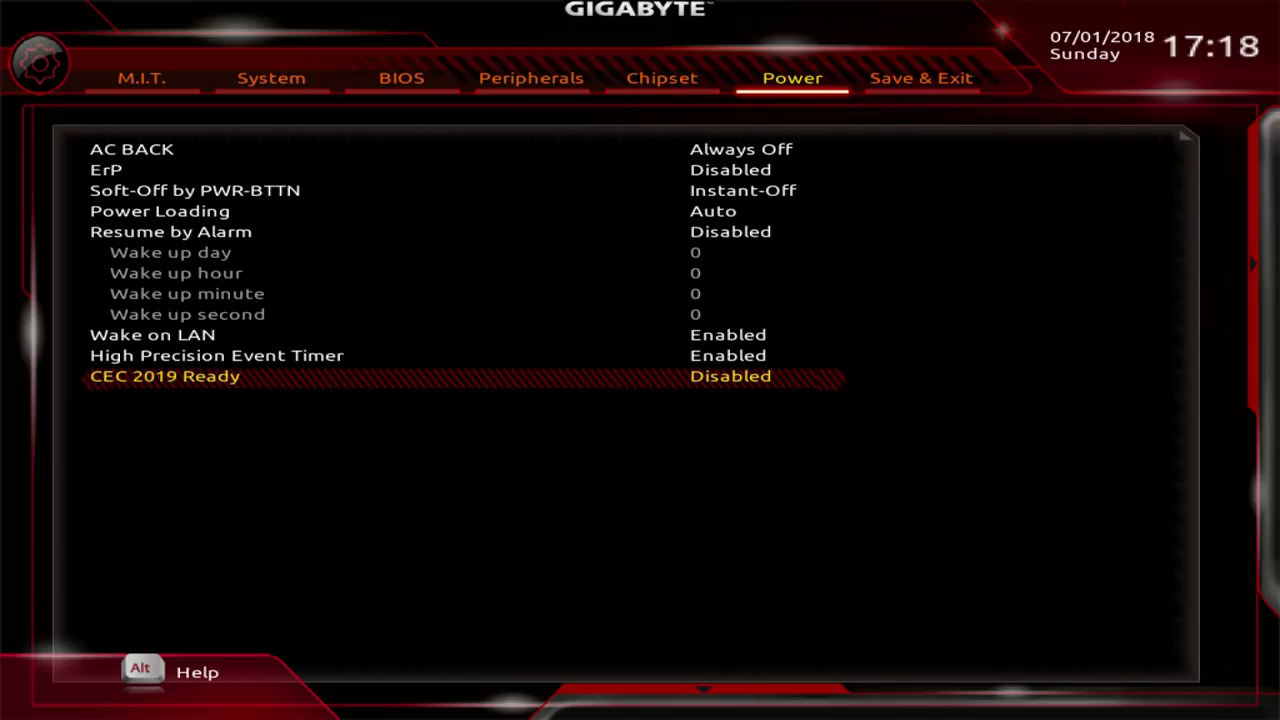 GIGABYTE™
07/01/2018
Sunday
17:18
M.I.T. System BIOS Peripherals Chipset Power Save & Exit
AC BACK Always Off
ErP Disabled
Soft-Off by PWR-BTTN Instant-Off
Power Loading Auto
Resume by Alarm Disabled
Wake up day 0
Wake up hour 0
Wake up minute 0
Wake up second 0
Wake on LAN Enabled
High Precision Event Timer Enabled
CEC 2019 Ready Disabled
Alt Help